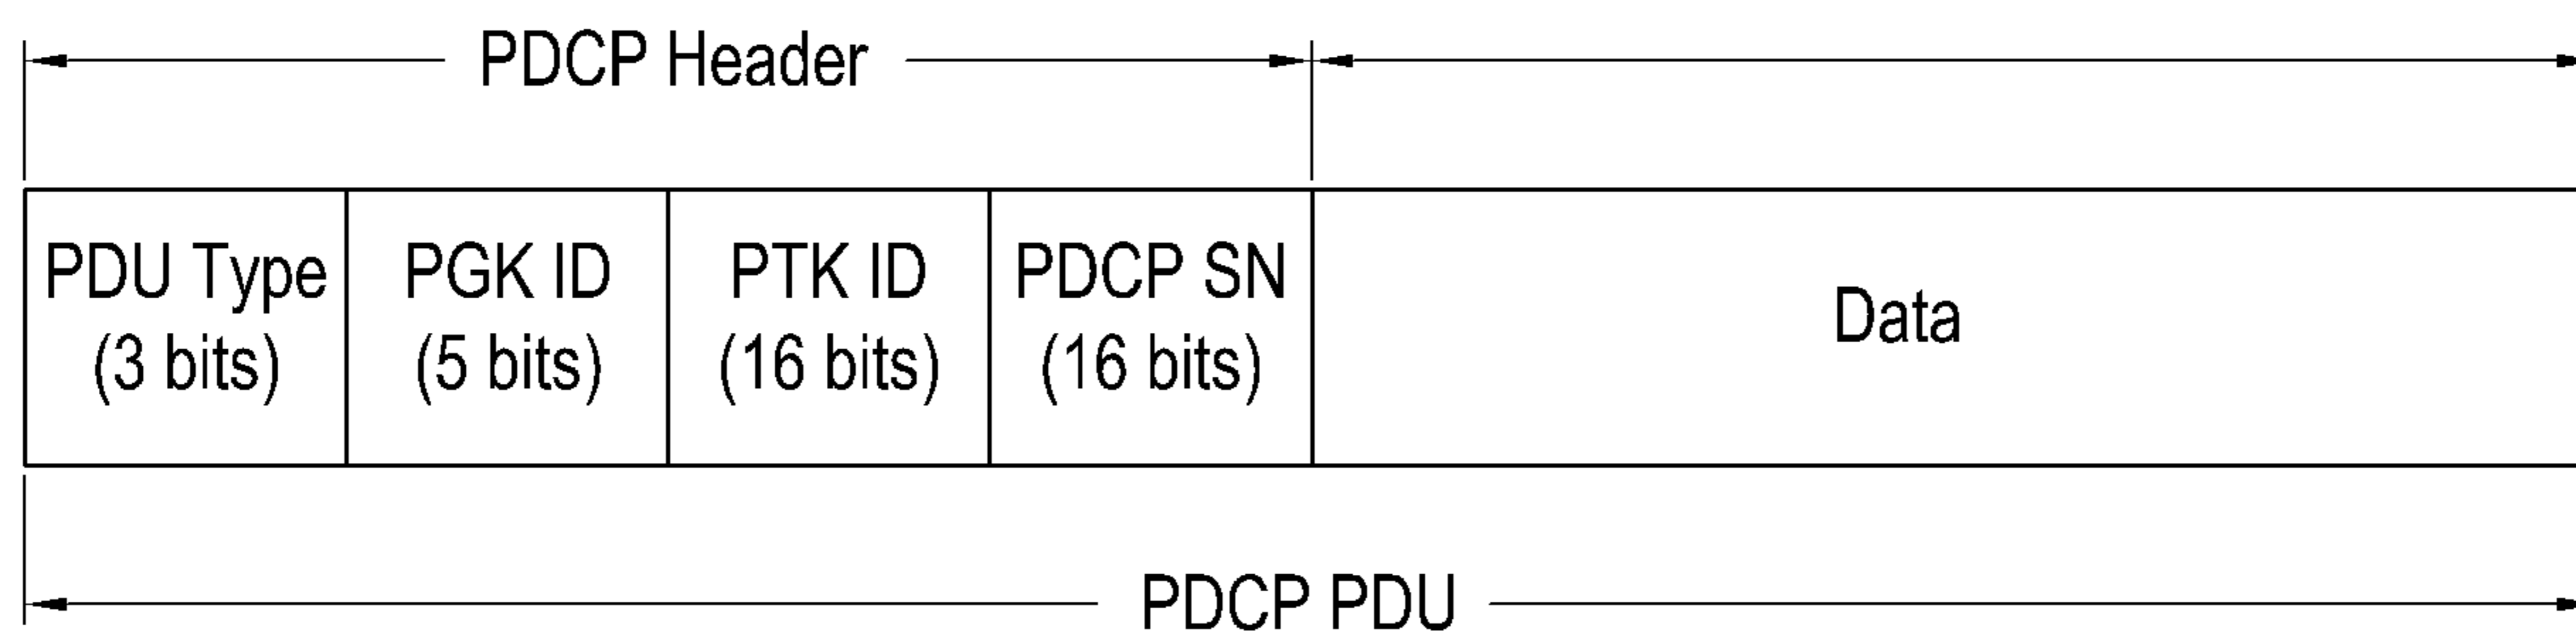 PDCP Header
PDU Type
(3 bits)
PGK ID
(5 bits)
PTK ID
(16 bits)
PDCP SN
(16 bits)
Data
PDCP PDU